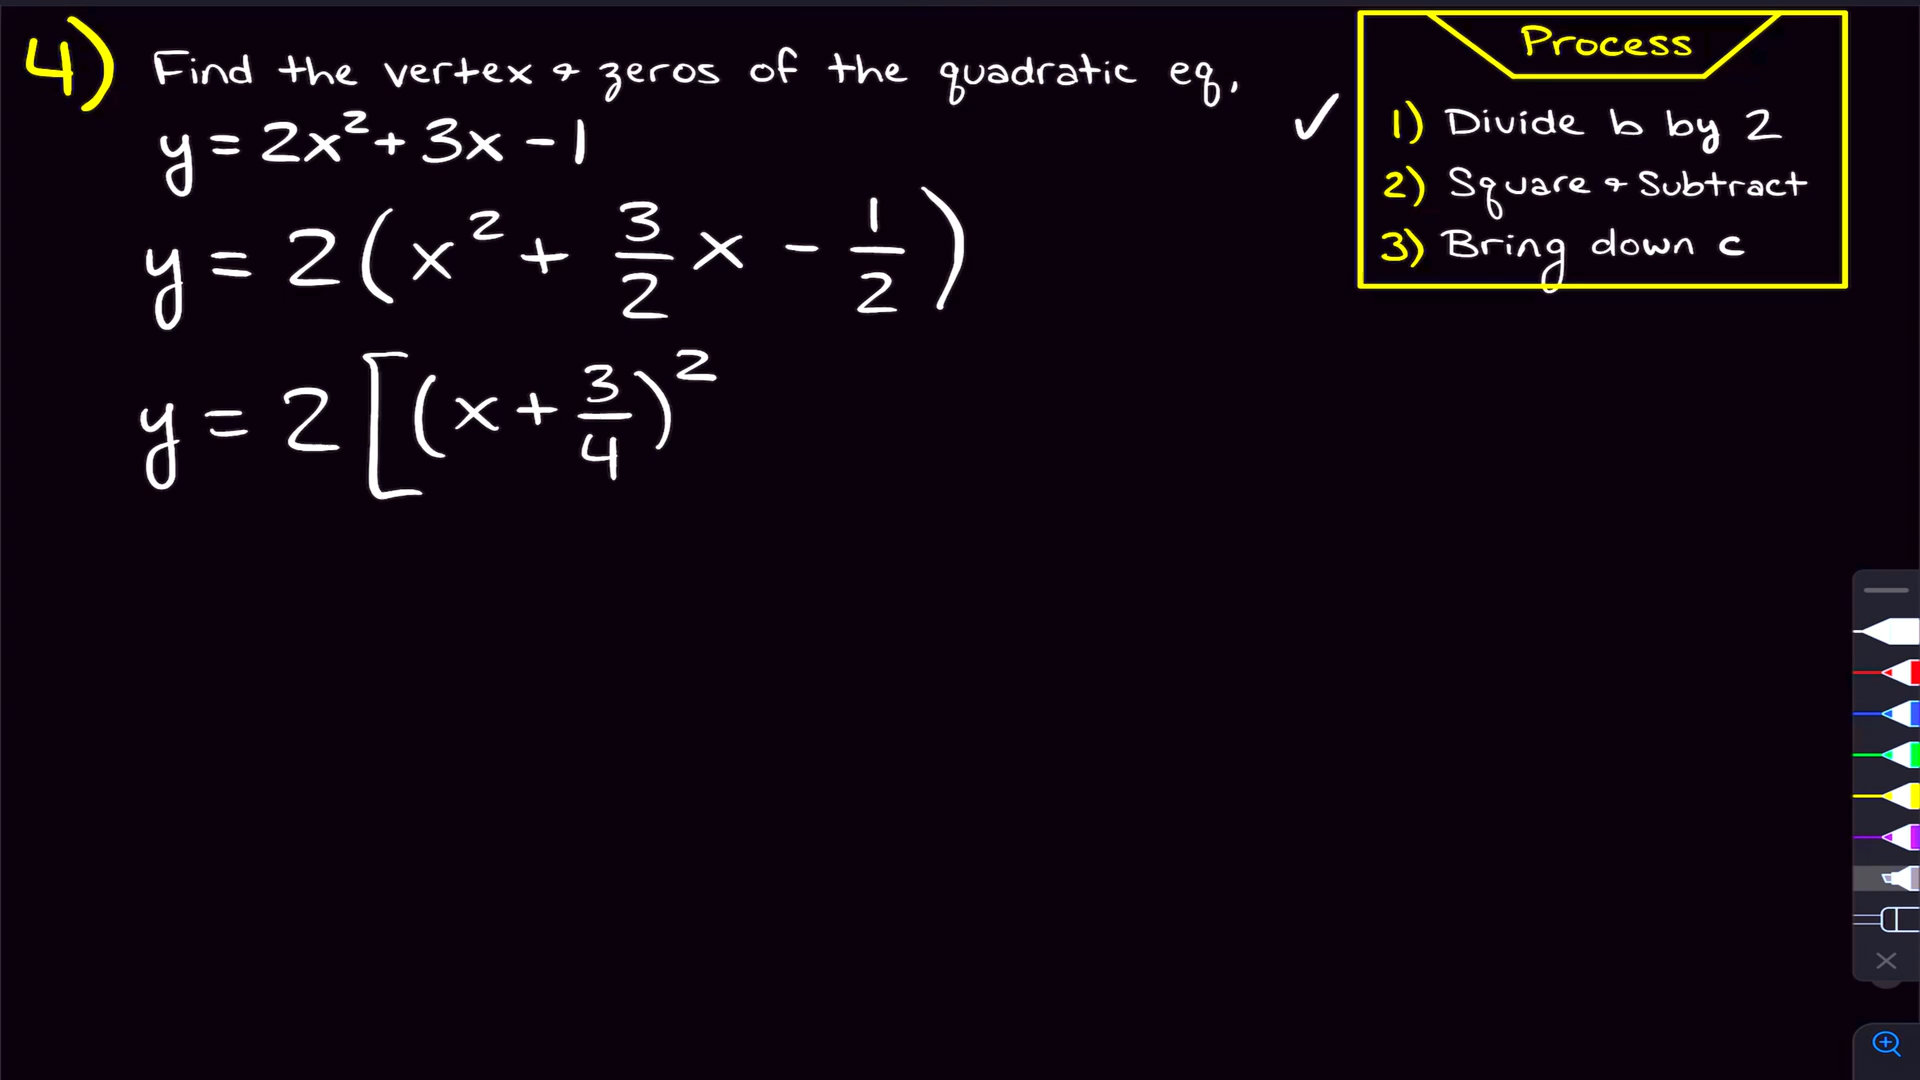 4) Find the vertex & zeros of the quadratic eq.
y = 2x² + 3x - 1
y = 2(x² + 3/2 x - 1/2)
y = 2[(x + 3/4)²
Process
✓ 1) Divide b by 2
2) Square & Subtract
3) Bring down c